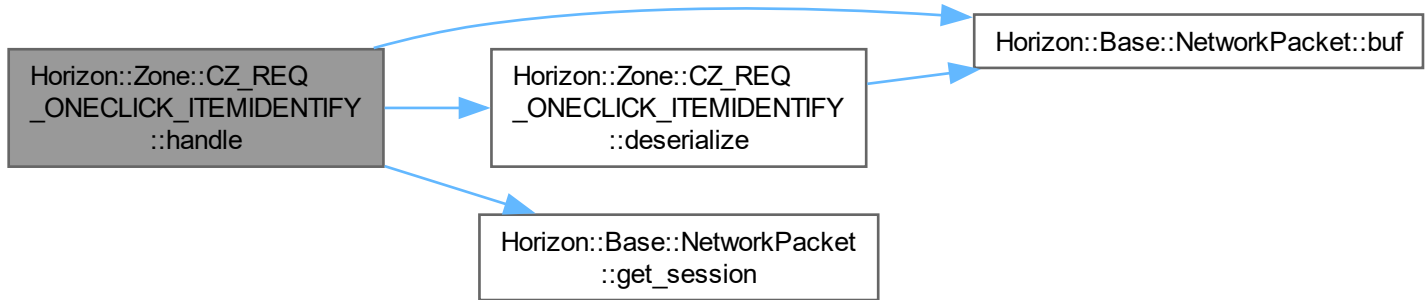 Horizon::Zone::CZ_REQ
_ONECLICK_ITEMIDENTIFY
::handle
Horizon::Zone::CZ_REQ
_ONECLICK_ITEMIDENTIFY
::deserialize
Horizon::Base::NetworkPacket::buf
Horizon::Base::NetworkPacket
::get_session